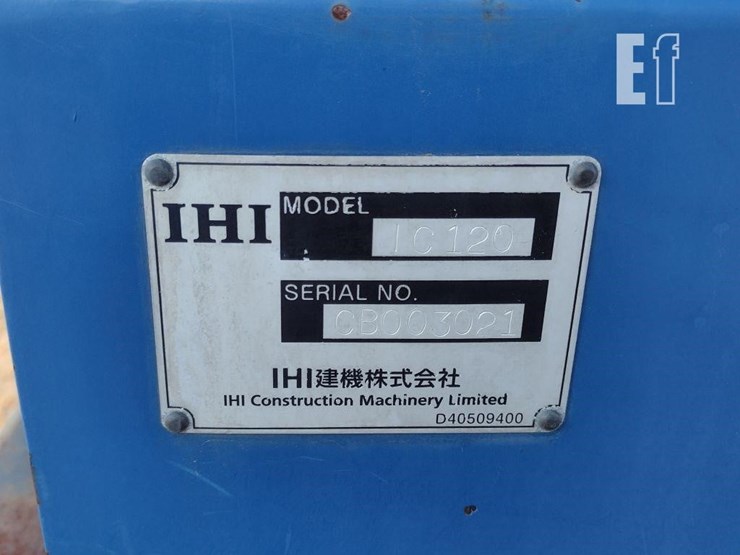 Ef
IHI
MODEL
IC120
SERIAL NO.
CB003021
IHI建機株式会社
IHI Construction Machinery Limited
D40509400